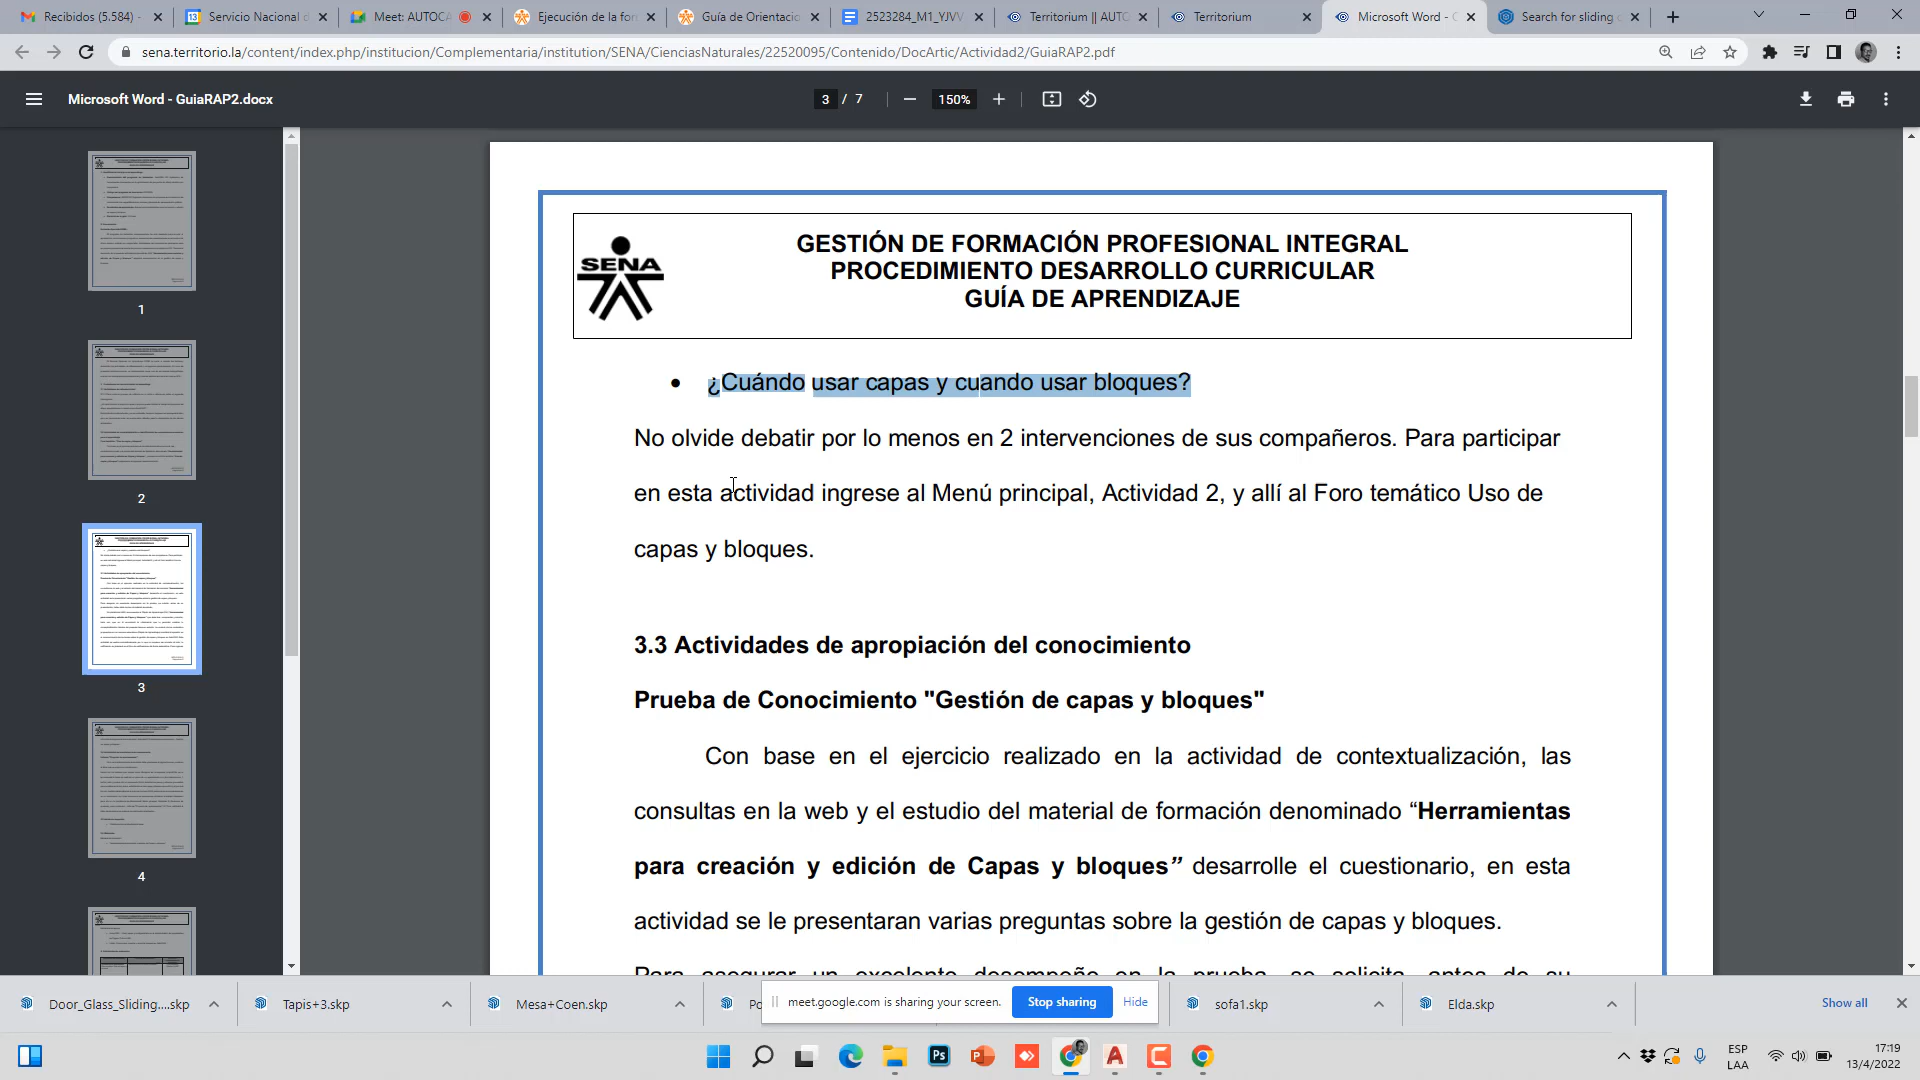 Recibidos (5.584) -
Servicio Nacional d
Meet: AUTOCA
Ejecución de la for
Guía de Orientacio
2523284_M1_YJVV
Territorium || AUTO
Territorium
Microsoft Word - G
Search for sliding
sena.territorio.la/content/index.php/institucion/Complementaria/institution/SENA/CienciasNaturales/22520095/Contenido/DocArtic/Actividad2/GuiaRAP2.pdf
Microsoft Word - GuiaRAP2.docx
3 / 7
150%
1
2
3
4
SENA
GESTIÓN DE FORMACIÓN PROFESIONAL INTEGRAL
PROCEDIMIENTO DESARROLLO CURRICULAR
GUÍA DE APRENDIZAJE
• ¿Cuándo usar capas y cuando usar bloques?
No olvide debatir por lo menos en 2 intervenciones de sus compañeros. Para participar
en esta actividad ingrese al Menú principal, Actividad 2, y allí al Foro temático Uso de
capas y bloques.
3.3 Actividades de apropiación del conocimiento
Prueba de Conocimiento "Gestión de capas y bloques"
Con base en el ejercicio realizado en la actividad de contextualización, las
consultas en la web y el estudio del material de formación denominado “Herramientas
para creación y edición de Capas y bloques” desarrolle el cuestionario, en esta
actividad se le presentaran varias preguntas sobre la gestión de capas y bloques.
Para asegurar un excelente desempeño en la prueba, se solicita, antes de su
Door_Glass_Sliding....skp
Tapis+3.skp
Mesa+Coen.skp
Po
meet.google.com is sharing your screen.
Stop sharing
Hide
sofa1.skp
Elda.skp
Show all
Ps
ESP
LAA
17:19
13/4/2022